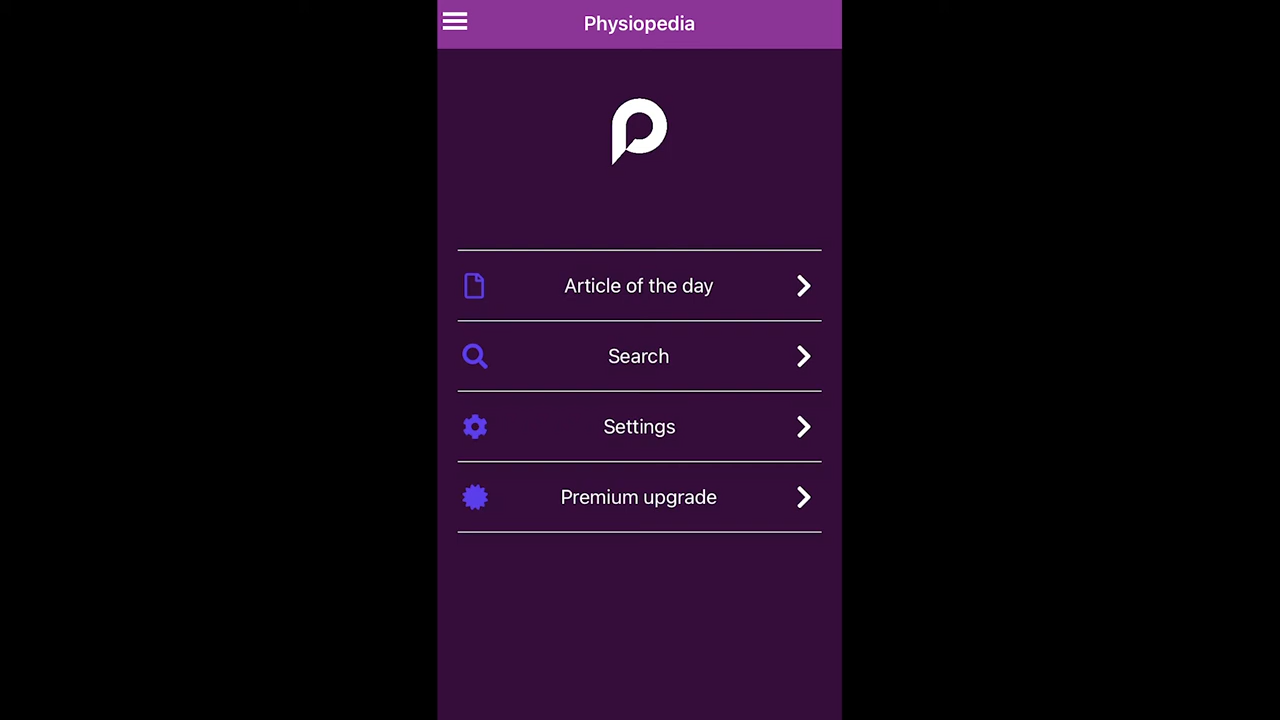 Physiopedia
Article of the day
Search
Settings
Premium upgrade